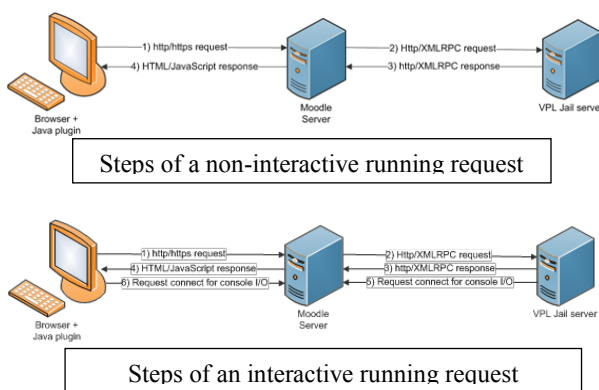 1) http/https request
2) Http/XMLRPC request
4) HTML/JavaScript response
3) http/XMLRPC response
Browser +
Java plugin
Moodle
Server
VPL Jail server
Steps of a non-interactive running request
1) http/https request
2) Http/XMLRPC request
4) HTML/JavaScript response
3) http/XMLRPC response
6) Request connect for console I/O
5) Request connect for console I/O
Browser +
Java plugin
Moodle
Server
VPL Jail server
Steps of an interactive running request